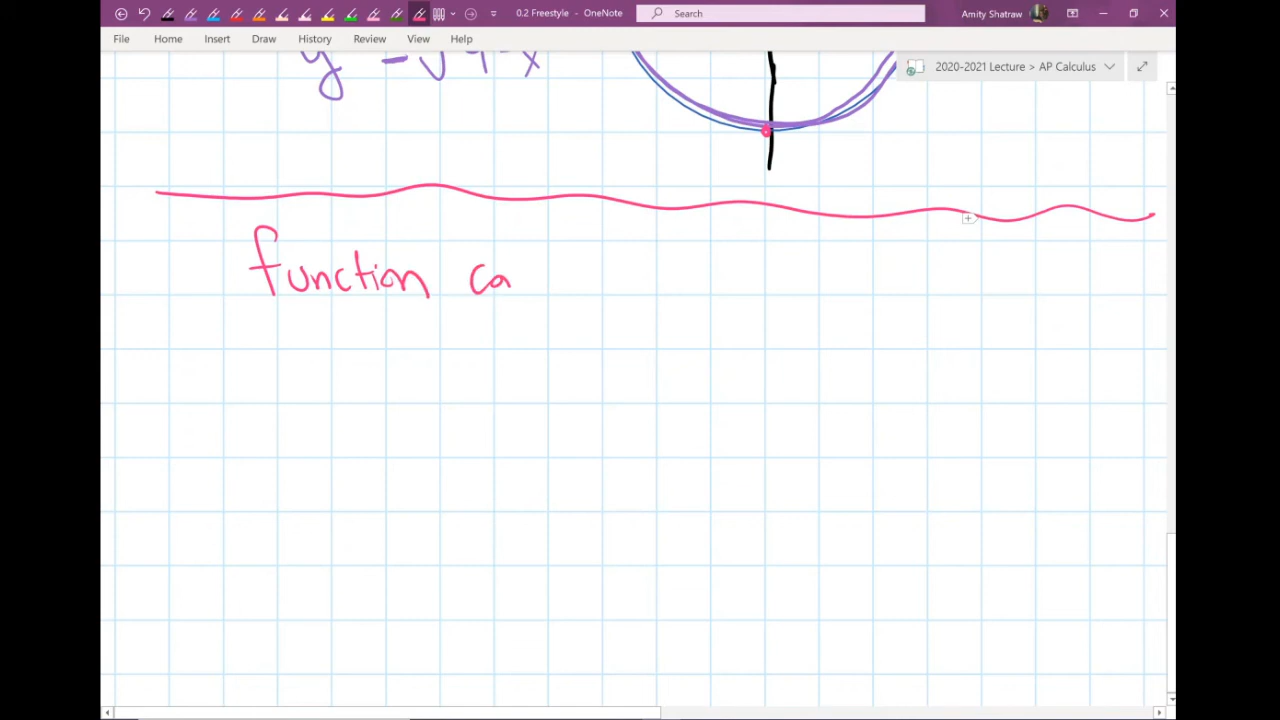 0.2 Freestyle - OneNote
Search
Amity Shatraw
File Home Insert Draw History Review View Help
2020-2021 Lecture > AP Calculus
y -√
function ca